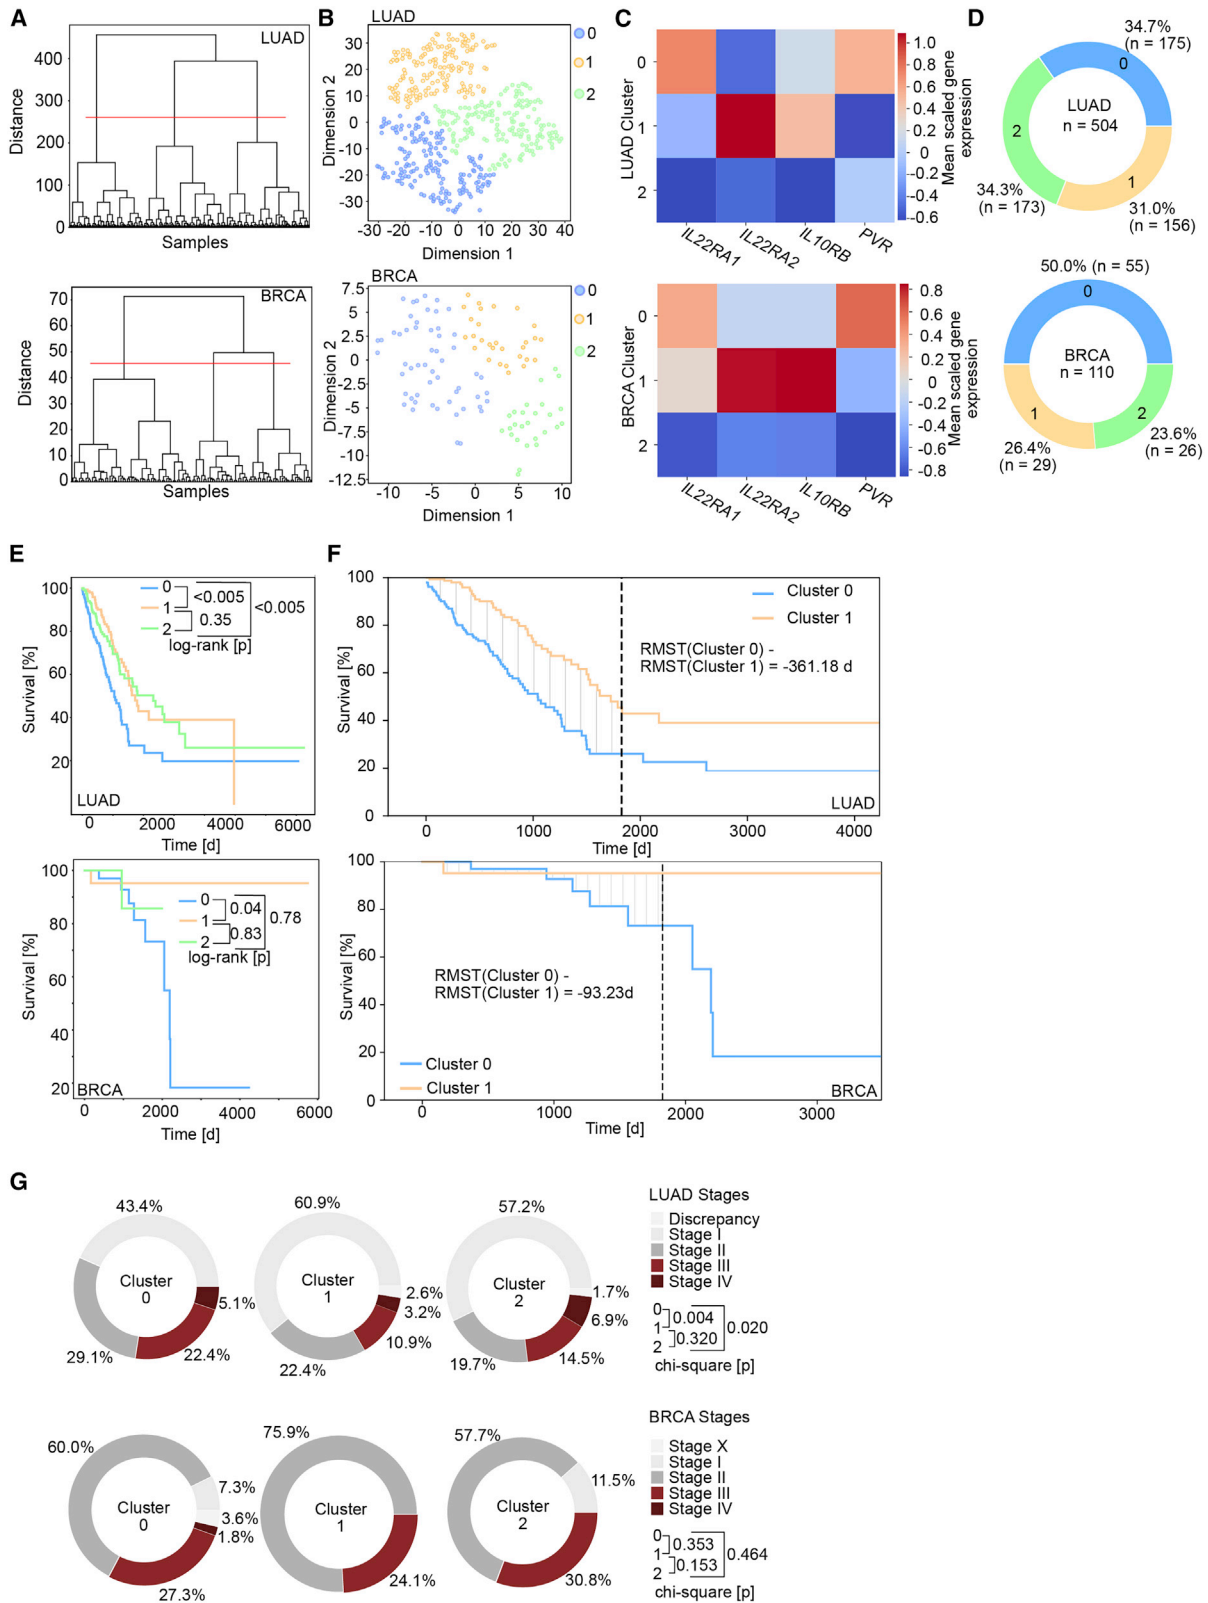 A
LUAD
400
300
200
100
0
Distance
Samples
BRCA
70
60
50
40
30
20
10
0
Distance
Samples
B
LUAD
0
1
2
30
20
10
0
-10
-20
-30
Dimension 2
-30 -20 -10 0 10 20 30 40
Dimension 1
BRCA
0
1
2
7.5
5
2.5
0
-2.5
-5
-7.5
-10
-12.5
Dimension 2
-10 -5 0 5 10
Dimension 1
C
LUAD Cluster
0
1
2
IL22RA1 IL22RA2 IL10RB PVR
1.0
0.8
0.6
0.4
0.2
0
-0.2
-0.4
-0.6
Mean scaled gene
expression
BRCA Cluster
0
1
2
IL22RA1 IL22RA2 IL10RB PVR
0.8
0.6
0.4
0.2
0
-0.2
-0.4
-0.6
-0.8
Mean scaled gene
expression
D
34.7%
(n = 175)
0
LUAD
n = 504
2
1
34.3%
(n = 173)
31.0%
(n = 156)
50.0% (n = 55)
0
BRCA
n = 110
1
2
26.4%
(n = 29)
23.6%
(n = 26)
E
100
80
60
40
20
Survival [%]
0
1
2
<0.005
0.35
<0.005
log-rank [p]
LUAD
0 2000 4000 6000
Time [d]
100
80
60
40
20
Survival [%]
0
1
2
0.04
0.83
0.78
log-rank [p]
BRCA
0 2000 4000 6000
Time [d]
F
100
80
60
40
20
0
Survival [%]
Cluster 0
Cluster 1
RMST(Cluster 0) -
RMST(Cluster 1) = -361.18 d
LUAD
0 1000 2000 3000 4000
Time [d]
100
80
60
40
20
0
Survival [%]
RMST(Cluster 0) -
RMST(Cluster 1) = -93.23d
Cluster 0
Cluster 1
BRCA
0 1000 2000 3000
Time [d]
G
43.4%
Cluster
0
5.1%
22.4%
29.1%
60.9%
Cluster
1
2.6%
3.2%
10.9%
22.4%
57.2%
Cluster
2
1.7%
6.9%
14.5%
19.7%
LUAD Stages
Discrepancy
Stage I
Stage II
Stage III
Stage IV
0
1
2
0.004
0.320
0.020
chi-square [p]
60.0%
Cluster
0
7.3%
3.6%
1.8%
27.3%
75.9%
Cluster
1
24.1%
57.7%
Cluster
2
11.5%
30.8%
BRCA Stages
Stage X
Stage I
Stage II
Stage III
Stage IV
0
1
2
0.353
0.153
0.464
chi-square [p]